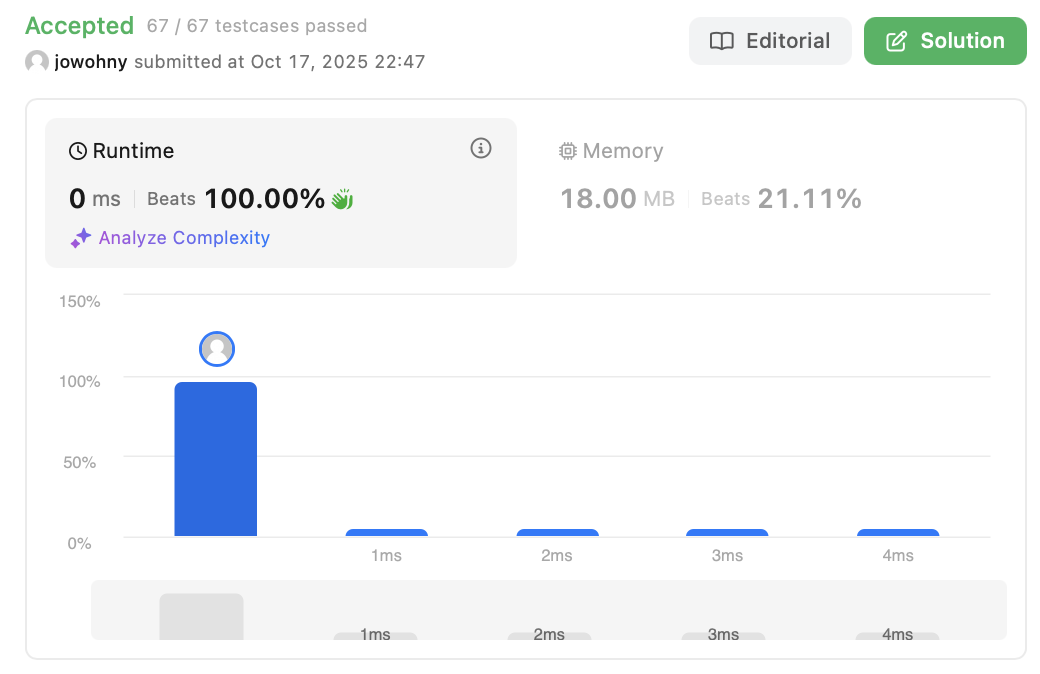 Accepted 67 / 67 testcases passed
Editorial
Solution
jowohny submitted at Oct 17, 2025 22:47
Runtime
0 ms Beats 100.00%
Analyze Complexity
Memory
18.00 MB Beats 21.11%
150%
100%
50%
0%
1ms 2ms 3ms 4ms
1ms 2ms 3ms 4ms